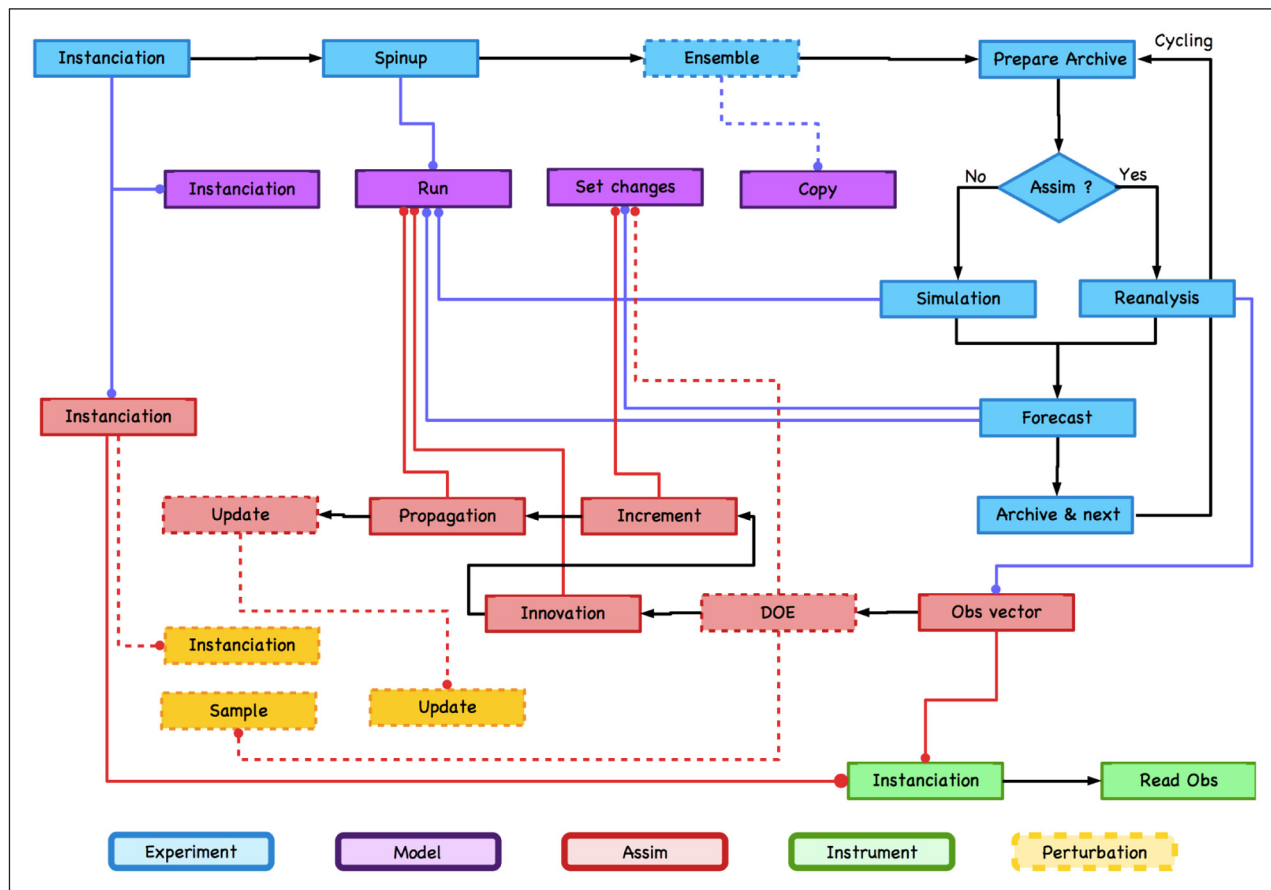 Cycling
Instanciation
Spinup
Ensemble
Prepare Archive
No
Assim ?
Yes
Instanciation
Run
Set changes
Copy
Simulation
Reanalysis
Instanciation
Forecast
Update
Propagation
Increment
Archive & next
Innovation
DOE
Obs vector
Instanciation
Sample
Update
Instanciation
Read Obs
Experiment
Model
Assim
Instrument
Perturbation